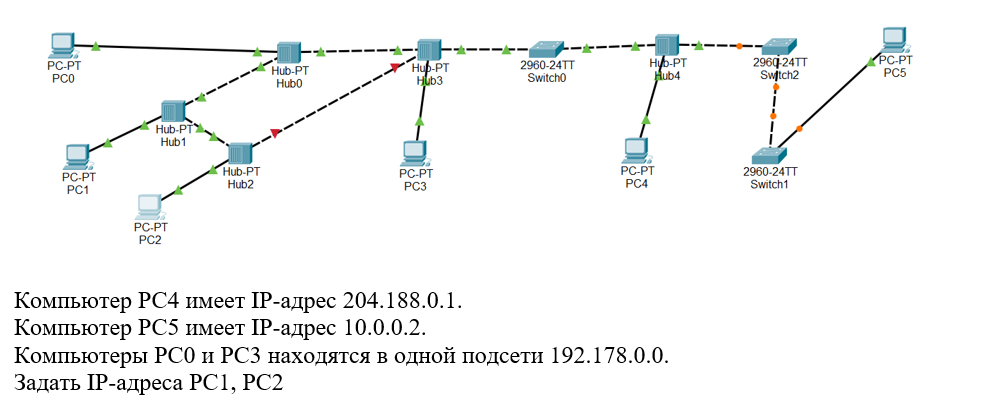 PC-PT
PC0
Hub-PT
Hub0
Hub-PT
Hub3
2960-24TT
Switch0
Hub-PT
Hub4
2960-24TT
Switch2
PC-PT
PC5
Hub-PT
Hub1
PC-PT
PC1
Hub-PT
Hub2
PC-PT
PC2
PC-PT
PC3
PC-PT
PC4
2960-24TT
Switch1
Компьютер PC4 имеет IP-адрес 204.188.0.1.
Компьютер PC5 имеет IP-адрес 10.0.0.2.
Компьютеры PC0 и PC3 находятся в одной подсети 192.178.0.0.
Задать IP-адреса PC1, PC2